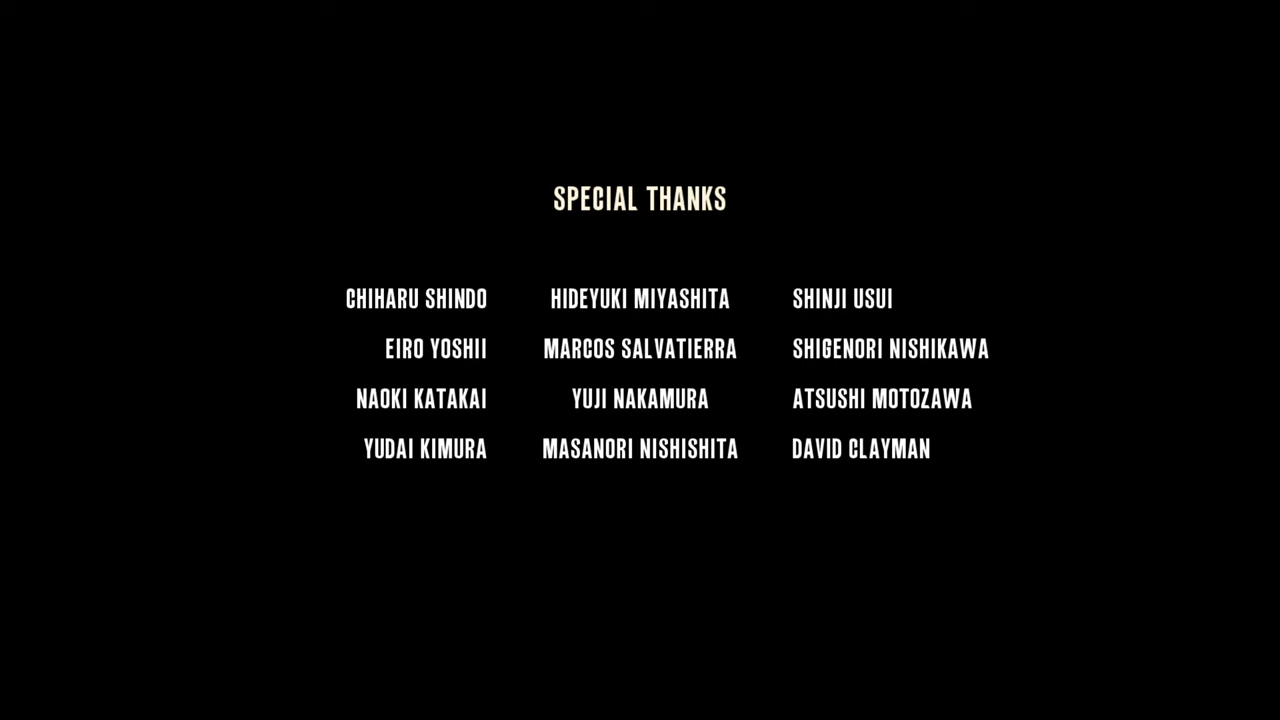 SPECIAL THANKS
CHIHARU SHINDO HIDEYUKI MIYASHITA SHINJI USUI
EIRO YOSHII MARCOS SALVATIERRA SHIGENORI NISHIKAWA
NAOKI KATAKAI YUJI NAKAMURA ATSUSHI MOTOZAWA
YUDAI KIMURA MASANORI NISHISHITA DAVID CLAYMAN